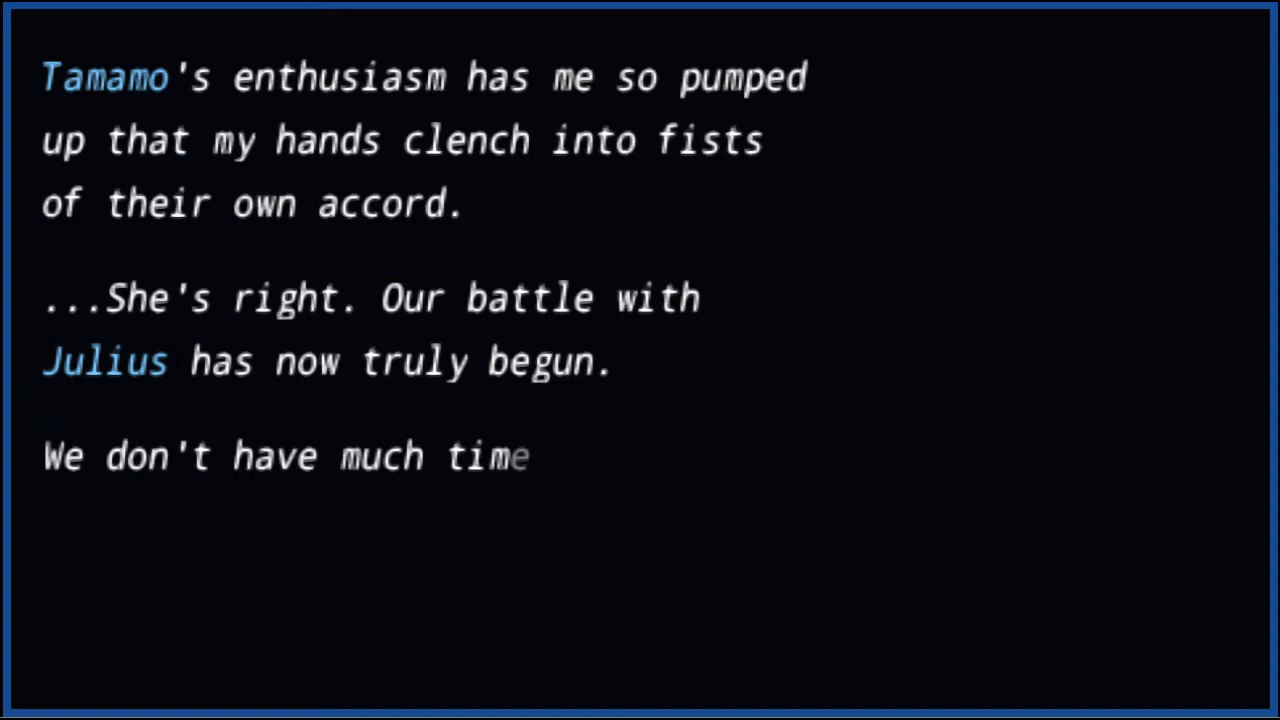 Tamamo's enthusiasm has me so pumped
up that my hands clench into fists
of their own accord.
...She's right. Our battle with
Julius has now truly begun.
We don't have much time